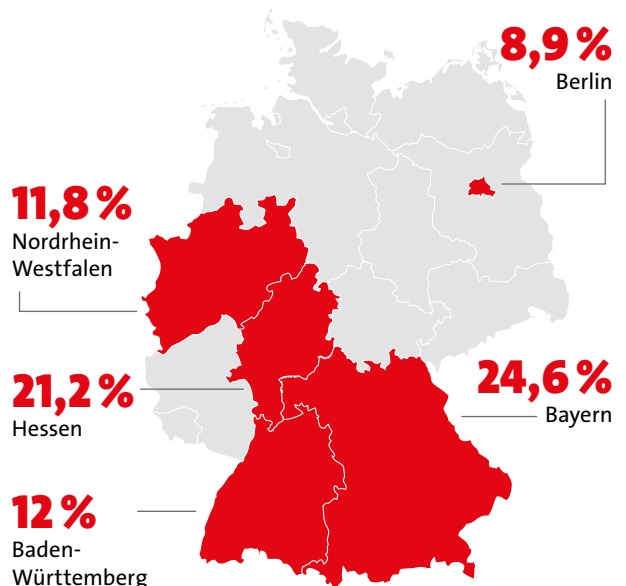 8,9 %
Berlin
11,8 %
Nordrhein-
Westfalen
21,2 %
Hessen
24,6 %
Bayern
12 %
Baden-
Württemberg